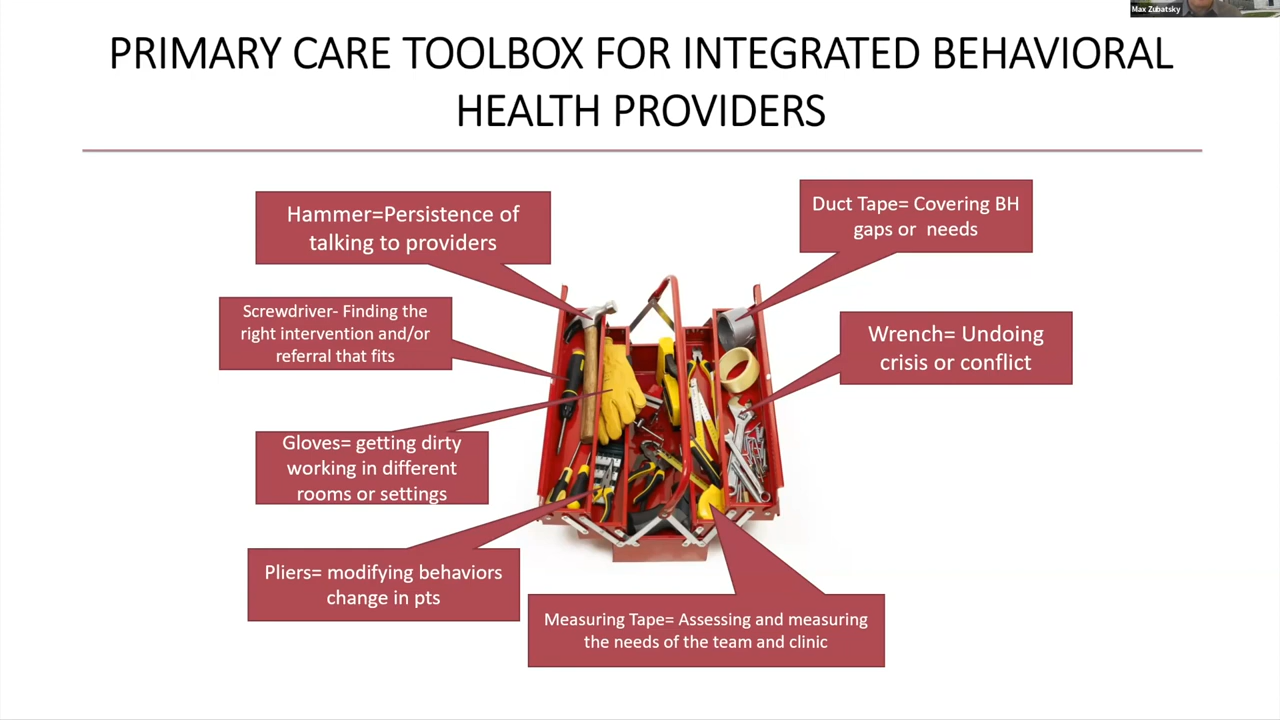 Max Zubatsky
PRIMARY CARE TOOLBOX FOR INTEGRATED BEHAVIORAL
HEALTH PROVIDERS
Hammer=Persistence of
talking to providers
Duct Tape= Covering BH
gaps or  needs
Screwdriver- Finding the
right intervention and/or
referral that fits
Wrench= Undoing
crisis or conflict
Gloves= getting dirty
working in different
rooms or settings
Pliers= modifying behaviors
change in pts
Measuring Tape= Assessing and measuring
the needs of the team and clinic